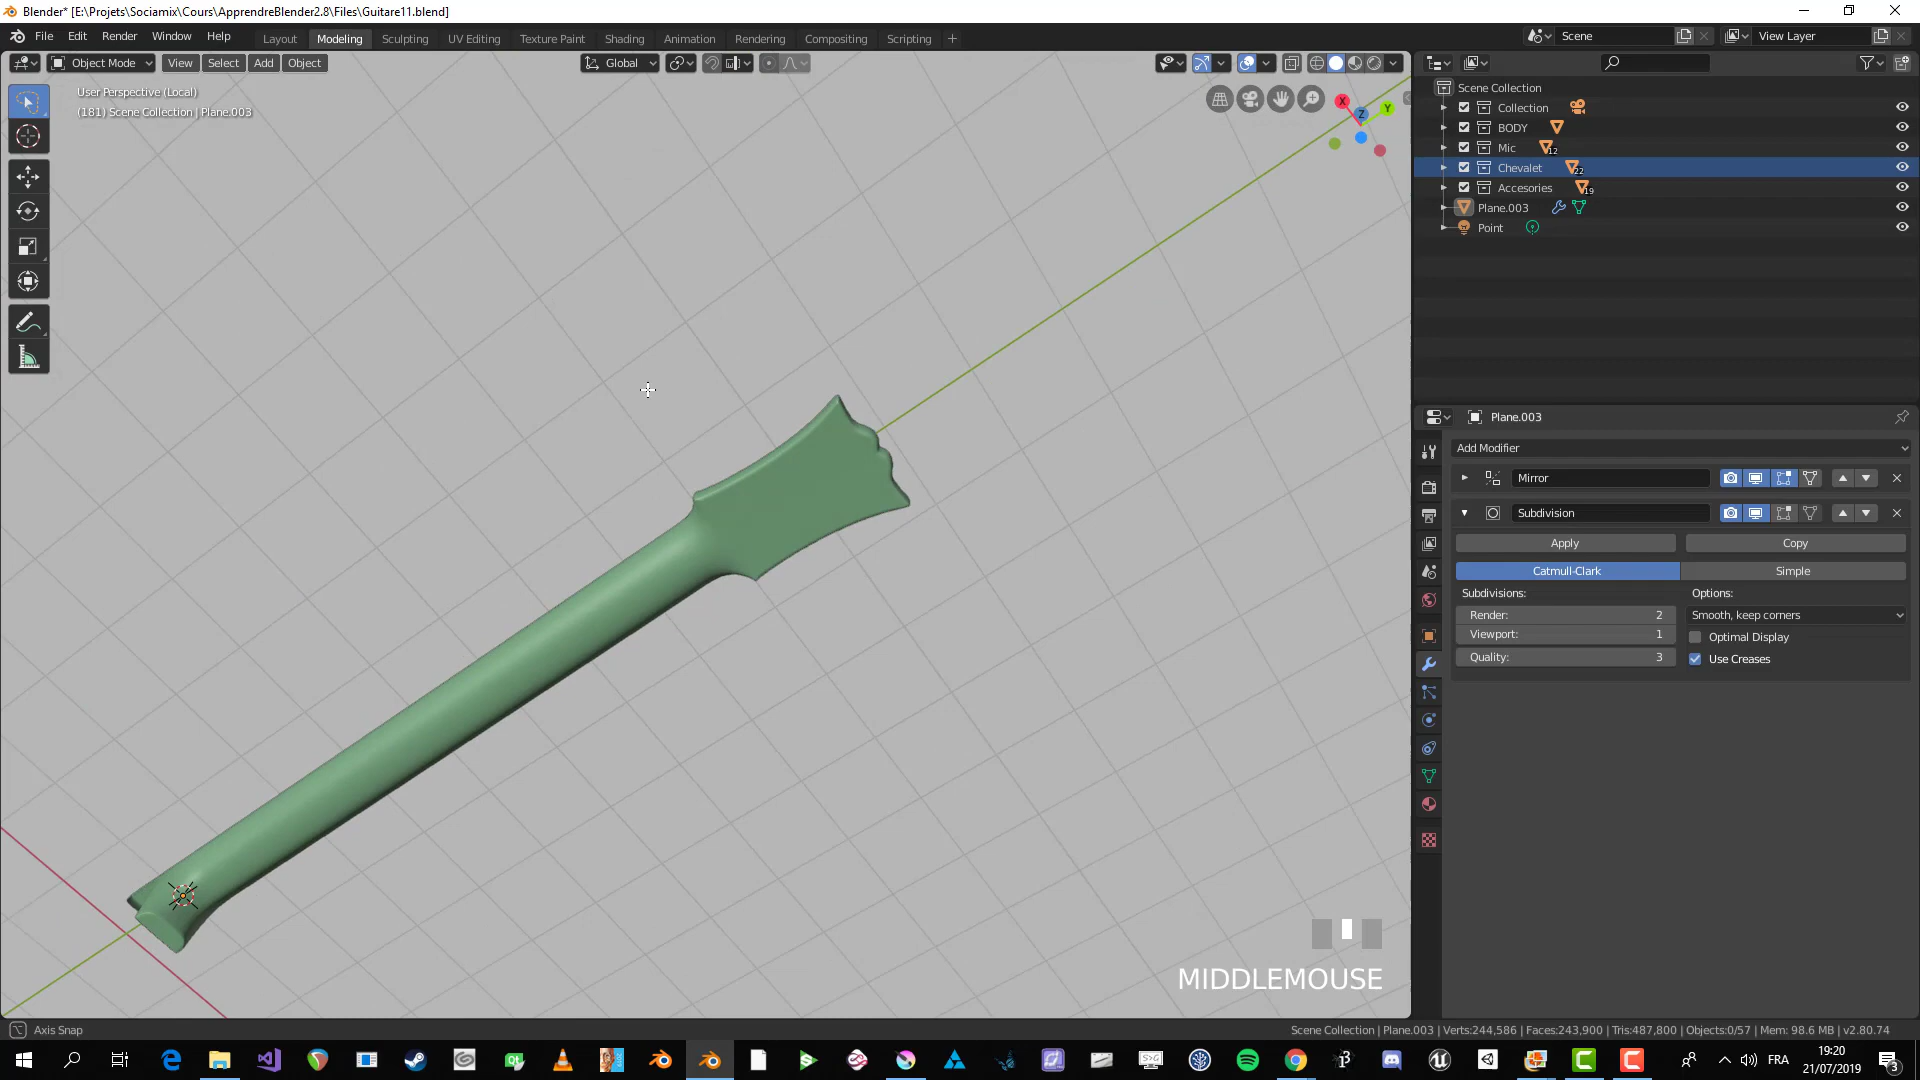 Blender* [E:\Projets\Sociamix\Cours\ApprendreBlender2.8\Files\Guitare11.blend]
File Edit Render Window Help Layout Modeling Sculpting UV Editing Texture Paint Shading Animation Rendering Compositing Scripting + Scene View Layer
Object Mode View Select Add Object Global
User Perspective (Local)
(181) Scene Collection | Plane.003
X Y Z
Scene Collection
Collection
BODY
Mic 12
Chevalet 22
Accesories 19
Plane.003
Point
Plane.003
Add Modifier
Mirror
Subdivision
Apply Copy
Catmull-Clark Simple
Subdivisions: Options:
Render: 2 Smooth, keep corners
Viewport: 1 Optimal Display
Quality: 3 Use Creases
MIDDLEMOUSE
Axis Snap Scene Collection | Plane.003 | Verts:244,586 | Faces:243,900 | Tris:487,800 | Objects:0/57 | Mem: 98.6 MB | v2.80.74
FRA 19:20
21/07/2019 3